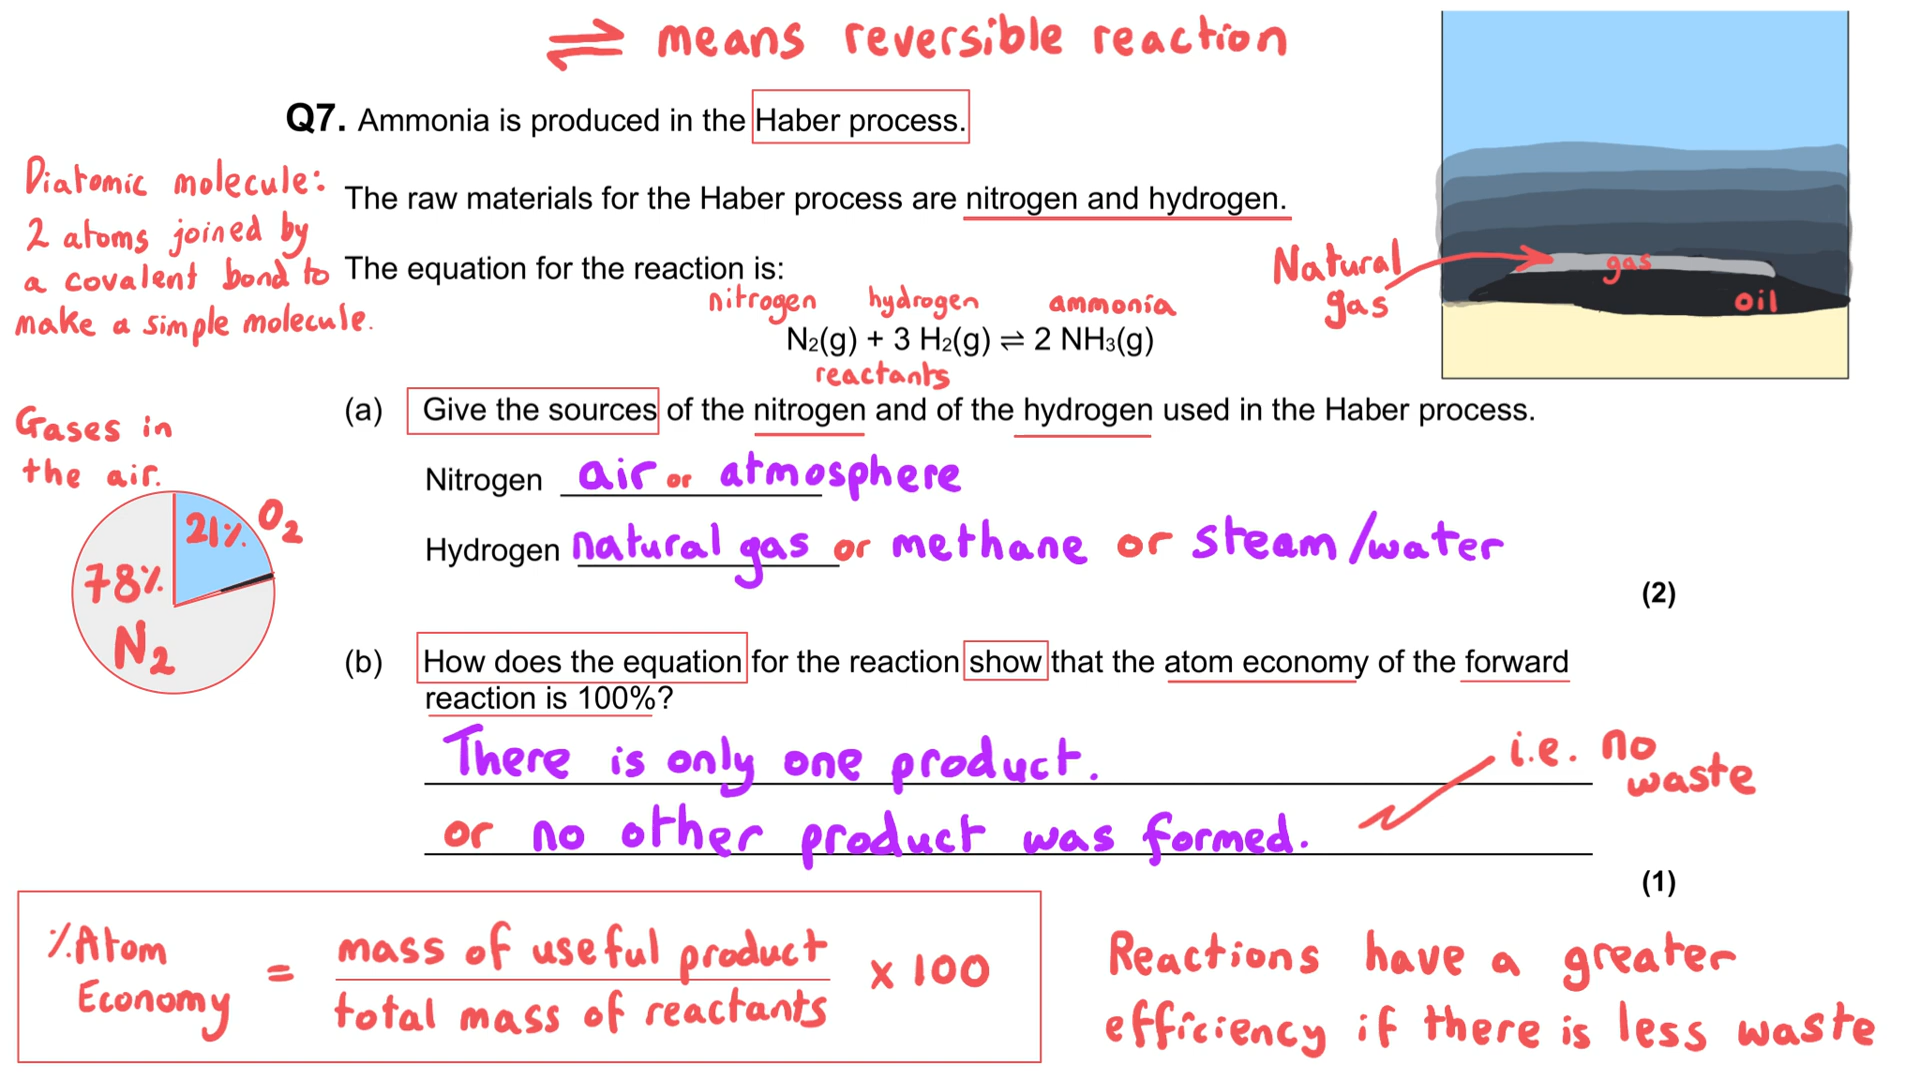 ⇌ means reversible reaction
Q7. Ammonia is produced in the Haber process.
Diatomic molecule:
2 atoms joined by
a covalent bond to
make a simple molecule.
The raw materials for the Haber process are nitrogen and hydrogen.
The equation for the reaction is:
nitrogen hydrogen ammonia
N₂(g) + 3 H₂(g) ⇌ 2 NH₃(g)
reactants
Natural
gas
gas
oil
(a) Give the sources of the nitrogen and of the hydrogen used in the Haber process.
Gases in
the air.
21% O₂
78%
N₂
Nitrogen air or atmosphere
Hydrogen natural gas or methane or steam/water
(2)
(b) How does the equation for the reaction show that the atom economy of the forward
reaction is 100%?
There is only one product.
or no other product was formed.
i.e. no
waste
(1)
% Atom
Economy
=
mass of useful product
total mass of reactants
x 100
Reactions have a greater
efficiency if there is less waste